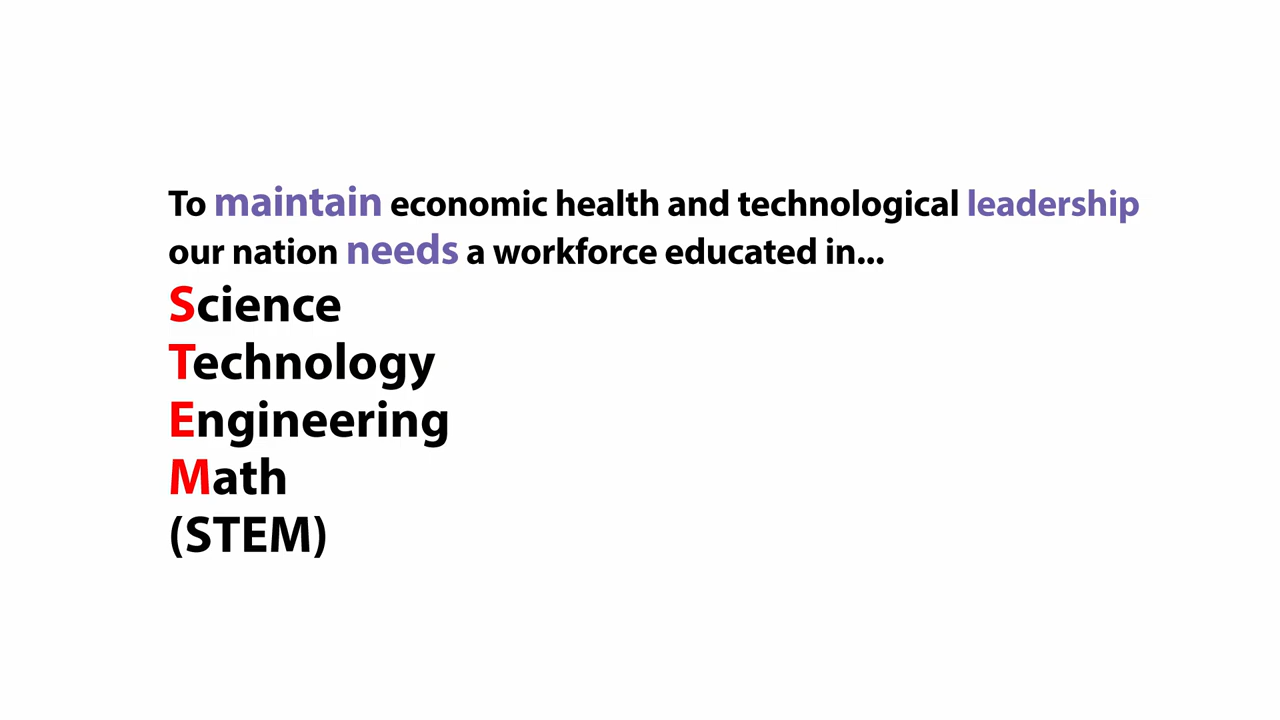 To maintain economic health and technological leadership
our nation needs a workforce educated in...
Science
Technology
Engineering
Math
(STEM)